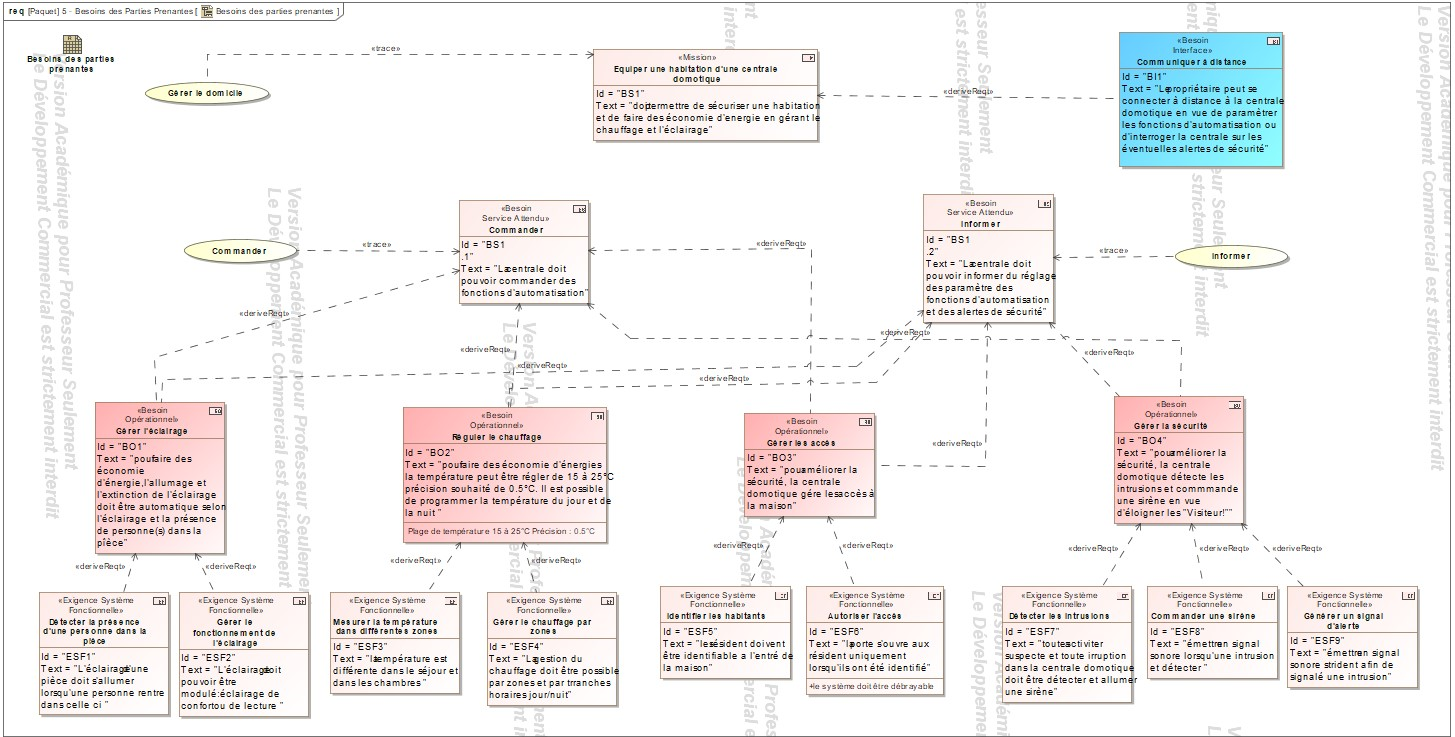 req [Paquet] 5 - Besoins des Parties Prenantes [ Besoins des parties prenantes ]
Besoins des parties
prenantes
Gérer le domicile
«trace»
«Mission»
Equiper une habitation d'une centrale
domotique
Id = "BS1"
Text = "doit permettre de sécuriser une habitation
et de faire des économie d'energie en gérant le
chauffage et l'éclairage"
«deriveReqt»
«Besoin
Interface»
Communiquer à distance
Id = "BI1"
Text = "Le propriétaire peut se
connecter à distance à la centrale
domotique en vue de paramétrer
les fonctions d'automatisation ou
d'interroger la centrale sur les
éventuelles alertes de sécurité"
Commander
«trace»
«Besoin
Service Attendu»
Commander
Id = "BS1
.1"
Text = "La centrale doit
pouvoir commander des
fonctions d'automatisation"
«deriveReqt»
«Besoin
Service Attendu»
Informer
Id = "BS1
.2"
Text = "La centrale doit
pouvoir informer du réglage
des paramètre des
fonctions d'automatisation
et des alertes de sécurité"
«trace»
Informer
«deriveReqt»
«deriveReqt»
«deriveReqt»
«deriveReqt»
«deriveReqt»
«deriveReqt»
«deriveReqt»
«Besoin
Opérationnel»
Gérer l'éclairage
Id = "BO1"
Text = "pour faire des
économie
d'énergie,l'allumage et
l'extinction de l'éclairage
doit être automatique selon
l'éclairage et la présence
de personne(s) dans la
pièce"
«Besoin
Opérationnel»
Réguler le chauffage
Id = "BO2"
Text = "pour faire des économie d'énergies
la température peut être régler de 15 à 25°C
précision souhaité de 0.5°C. Il est possible
de programmer la température du jour et de
la nuit "
Plage de température 15 à 25°C Précision : 0.5°C
«Besoin
Opérationnel»
Gérer les accès
Id = "BO3"
Text = "pour améliorer la
sécurité, la centrale
domotique gére les accès à
la maison"
«Besoin
Opérationnel»
Gérer la sécurité
Id = "BO4"
Text = "pour améliorer la
sécurité, la centrale
domotique détecte les
intrusions et commmande
une sirène en vue
d'éloigner les "Visiteur!""
«deriveReqt»
«deriveReqt»
«deriveReqt»
«deriveReqt»
«deriveReqt»
«deriveReqt»
«deriveReqt»
«deriveReqt»
«deriveReqt»
«Exigence Système
Fonctionnelle»
Détecter la présence
d'une personne dans la
pièce
Id = "ESF1"
Text = "L'éclairage d'une
pièce doit s'allumer
lorsqu'une personne rentre
dans celle ci "
«Exigence Système
Fonctionnelle»
Gérer le
fonctionnement de
l'éclairage
Id = "ESF2"
Text = "L'éclairage doit
pouvoir être
modulé:éclairage de
confort ou de lecture "
«Exigence Système
Fonctionnelle»
Mesurer la température
dans différentes zones
Id = "ESF3"
Text = "la température est
différente dans le séjour et
dans les chambres "
«Exigence Système
Fonctionnelle»
Gérer le chauffage par
zones
Id = "ESF4"
Text = "La gestion du
chauffage doit être possible
par zones et par tranches
horaires jour/nuit"
«Exigence Système
Fonctionnelle»
Identifier les habitants
Id = "ESF5"
Text = "les résident doivent
être identifiable a l'entré de
la maison"
«Exigence Système
Fonctionnelle»
Autoriser l'accès
Id = "ESF6"
Text = "la porte s'ouvre aux
résident uniquement
lorsqu'ils ont été identifié"
•le système doit être débrayable
«Exigence Système
Fonctionnelle»
Détecter les intrusions
Id = "ESF7"
Text = "toutes activiter
suspecte et toute irruption
dans la centrale domotique
doit être détecter et allumer
une sirène"
«Exigence Système
Fonctionnelle»
Commander une sirène
Id = "ESF8"
Text = "émettre un signal
sonore lorsqu'une intrusion
et détecter "
«Exigence Système
Fonctionnelle»
Générer un signal
d'alerte
Id = "ESF9"
Text = "émettre un signal
sonore strident afin de
signalé une intrusion"
Version Académique pour Professeur Seulement
Le Développement Commercial est strictement interdit